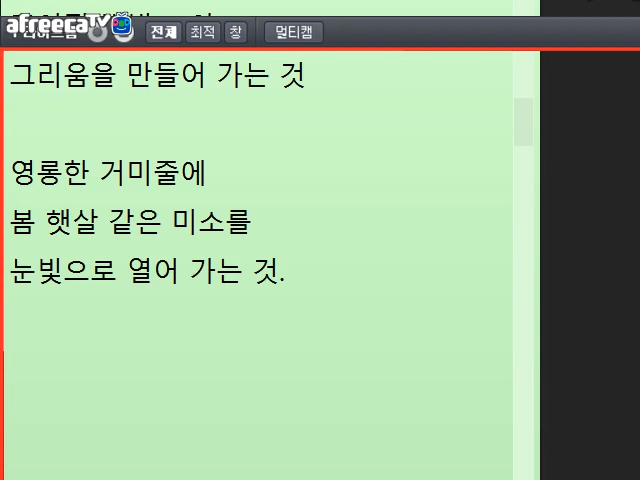 afreecaTV
전체 최적 창 멀티캠
그리움을 만들어 가는 것
영롱한 거미줄에
봄 햇살 같은 미소를
눈빛으로 열어 가는 것.